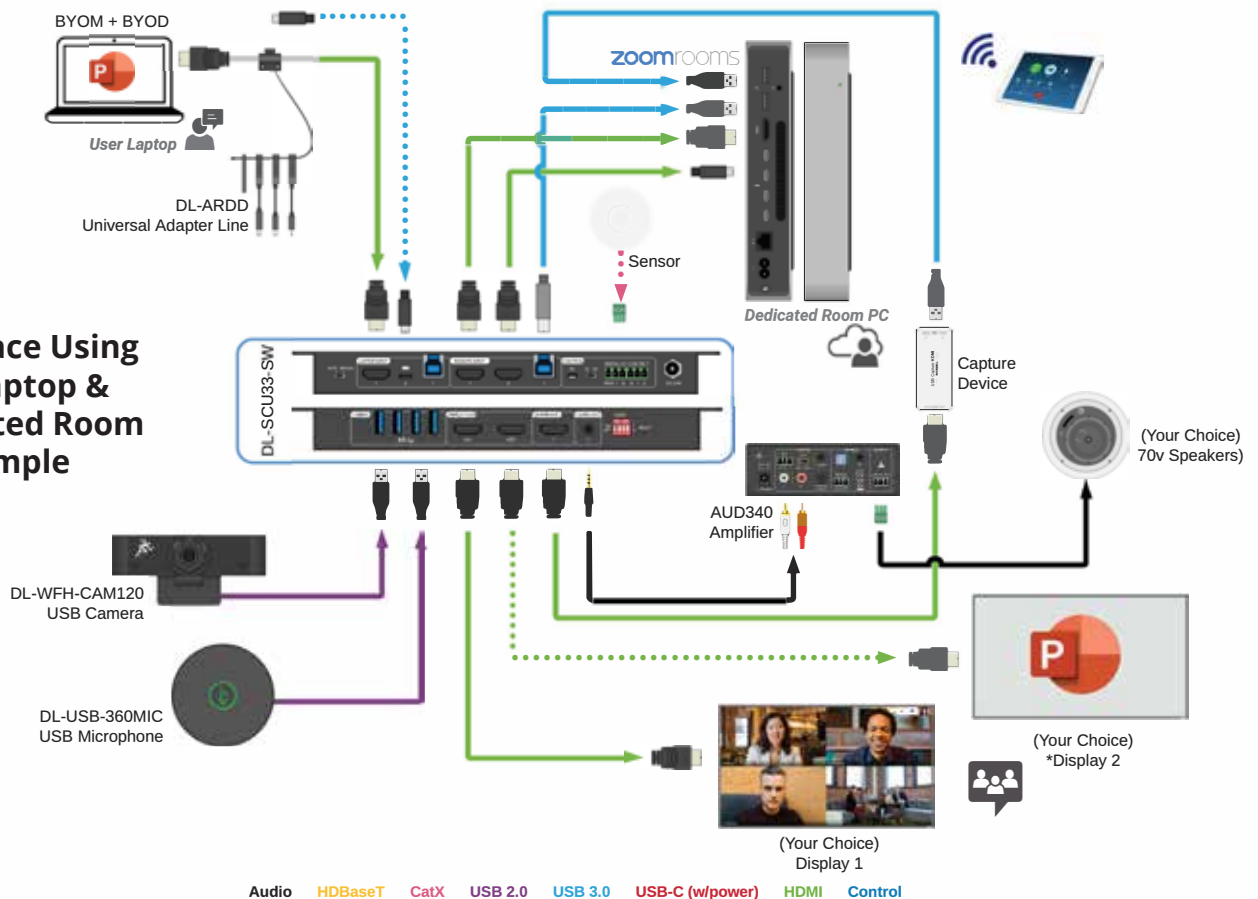 BYOM + BYOD
P
User Laptop
DL-ARDD
Universal Adapter Line
zoomrooms
Sensor
Dedicated Room PC
nce Using
aptop &
ted Room
mple
DL-SCU33-SW
Capture
Device
(Your Choice)
70v Speakers)
AUD340
Amplifier
DL-WFH-CAM120
USB Camera
DL-USB-360MIC
USB Microphone
P
(Your Choice)
*Display 2
(Your Choice)
Display 1
Audio HDBaseT CatX USB 2.0 USB 3.0 USB-C (w/power) HDMI Control